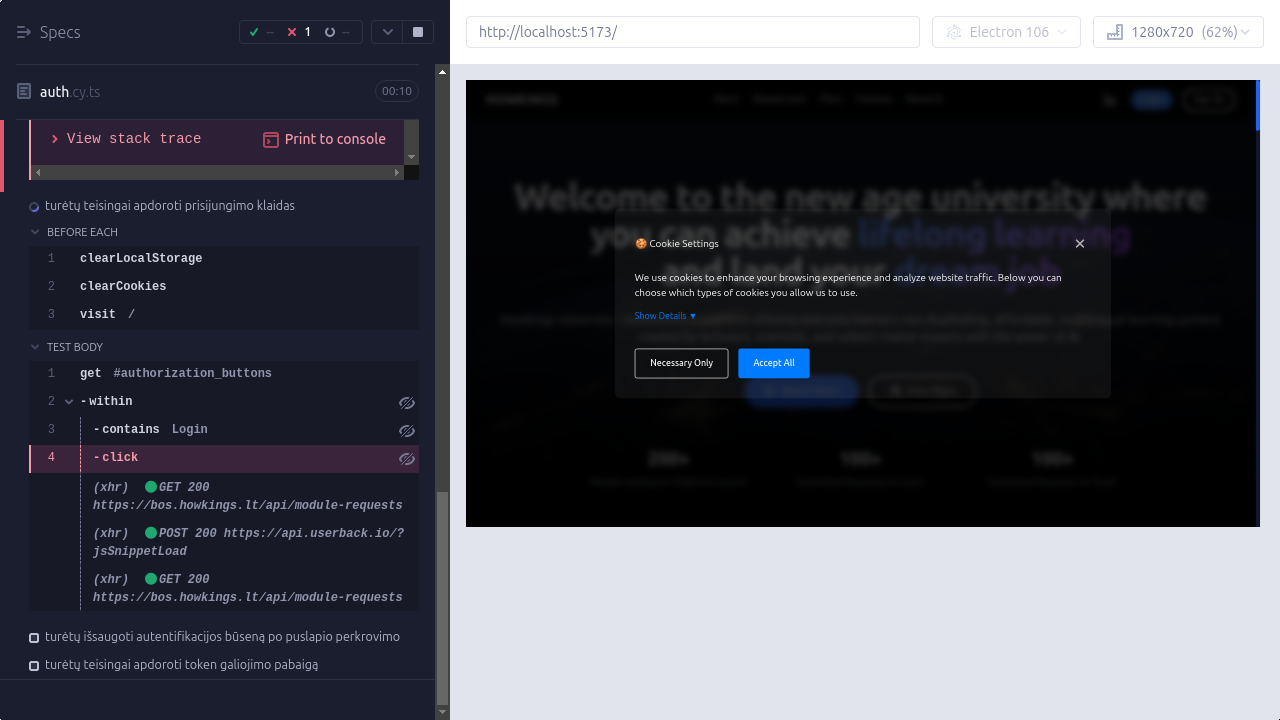 Specs
-- 1 --
http://localhost:5173/
Electron 106
1280x720 (62%)
auth.cy.ts
00:10
View stack trace
Print to console
turėtų teisingai apdoroti prisijungimo klaidas
BEFORE EACH
1 clearLocalStorage
2 clearCookies
3 visit /
TEST BODY
1 get #authorization_buttons
2 -within
3 -contains Login
4 -click
(xhr) GET 200
https://bos.howkings.lt/api/module-requests
(xhr) POST 200 https://api.userback.io/?
jsSnippetLoad
(xhr) GET 200
https://bos.howkings.lt/api/module-requests
turėtų išsaugoti autentifikacijos būseną po puslapio perkrovimo
turėtų teisingai apdoroti token galiojimo pabaigą
HOWKINGS
Welcome to the new age university where
you can achieve lifelong learning
and land your dream job
🍪 Cookie Settings
We use cookies to enhance your browsing experience and analyze website traffic. Below you can
choose which types of cookies you allow us to use.
Show Details ▼
Necessary Only
Accept All
200+ 100+ 100+